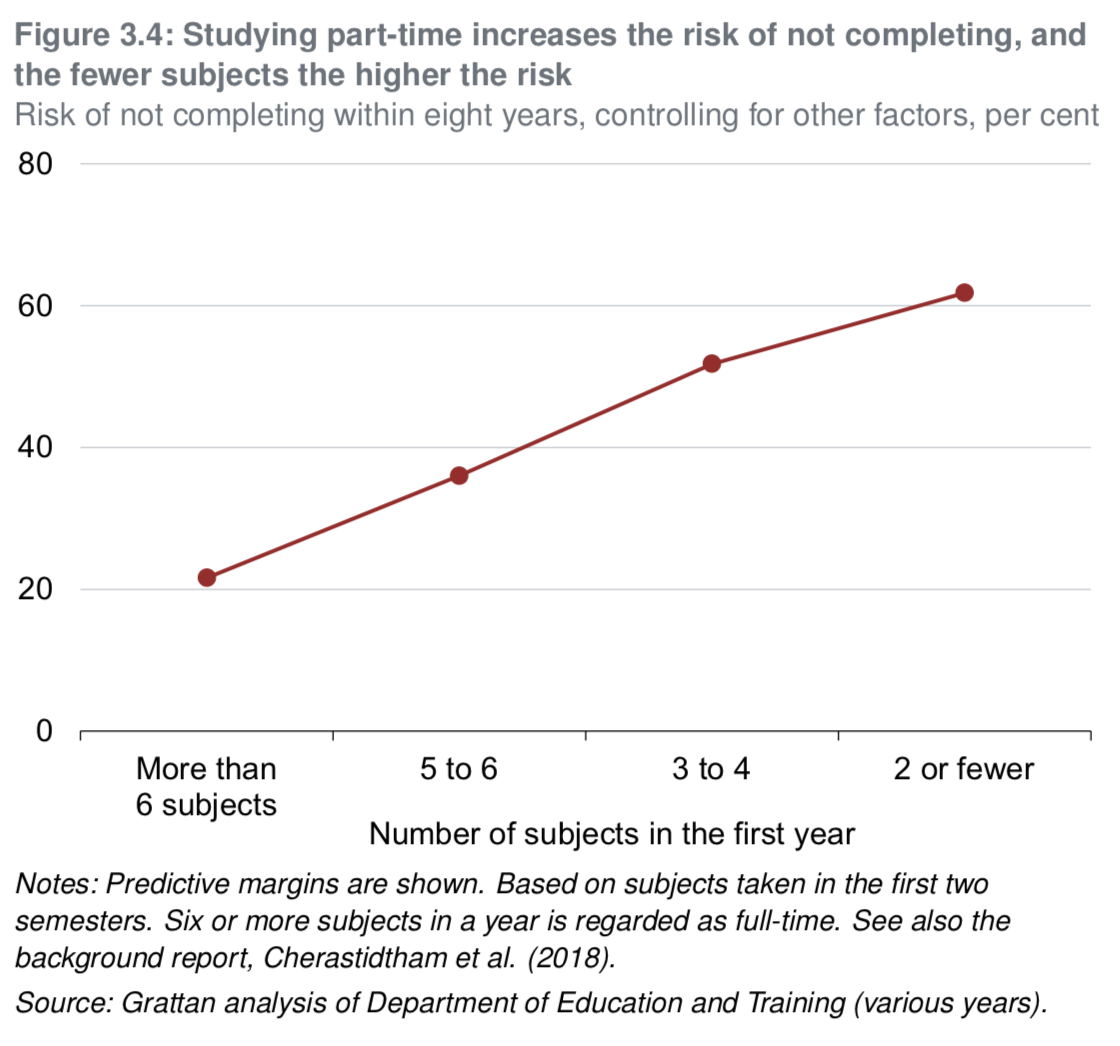 Figure 3.4: Studying part-time increases the risk of not completing, and
the fewer subjects the higher the risk
Risk of not completing within eight years, controlling for other factors, per cent
80
60
40
20
0
More than
6 subjects
5 to 6
3 to 4
2 or fewer
Number of subjects in the first year
Notes: Predictive margins are shown. Based on subjects taken in the first two
semesters. Six or more subjects in a year is regarded as full-time. See also the
background report, Cherastidtham et al. (2018).
Source: Grattan analysis of Department of Education and Training (various years).